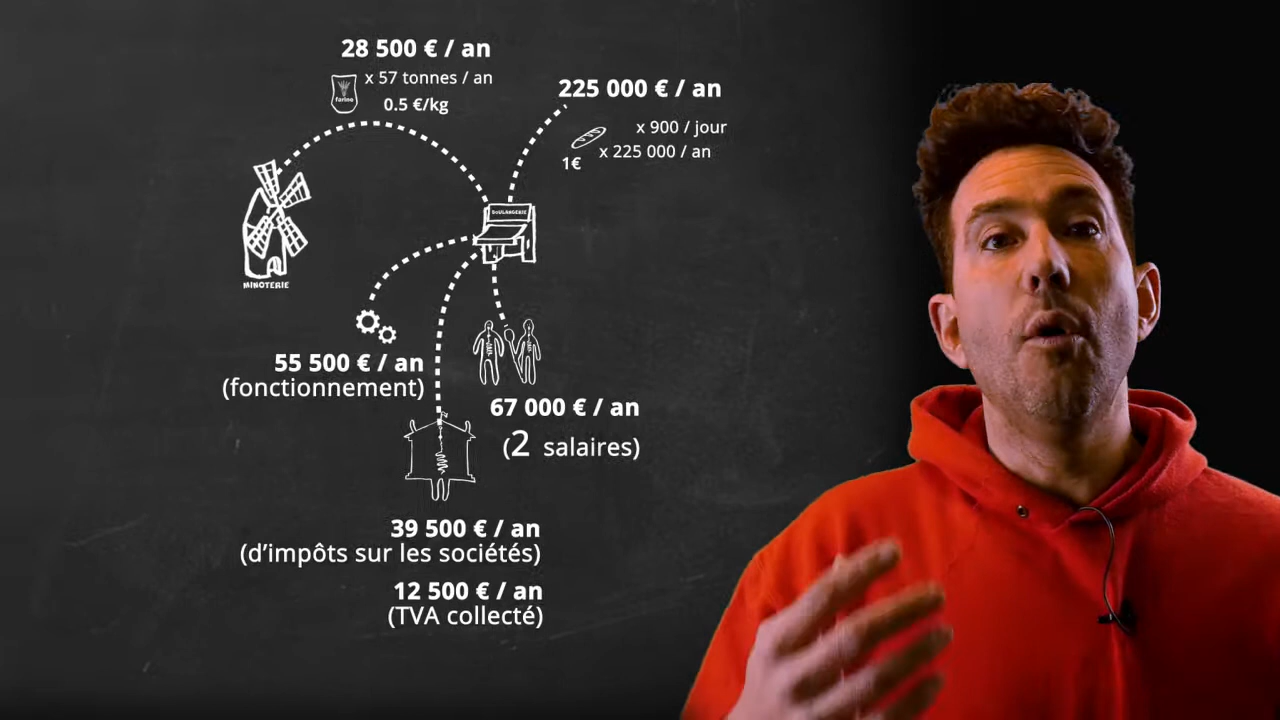 28 500 € / an
farine
x 57 tonnes / an
0.5 €/kg
225 000 € / an
x 900 / jour
1€
x 225 000 / an
BOULANGERIE
MINOTERIE
55 500 € / an
(fonctionnement)
67 000 € / an
(2 salaires)
39 500 € / an
(d'impôts sur les sociétés)
12 500 € / an
(TVA collecté)